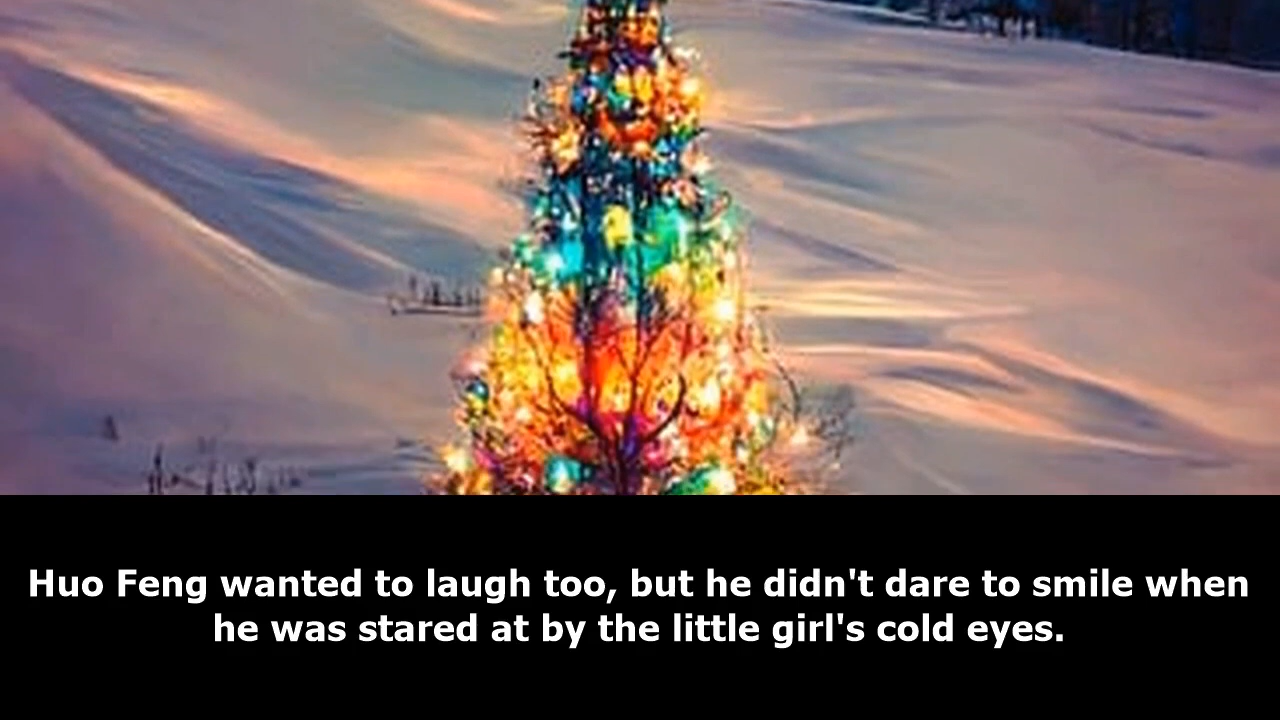 Huo Feng wanted to laugh too, but he didn't dare to smile when
he was stared at by the little girl's cold eyes.